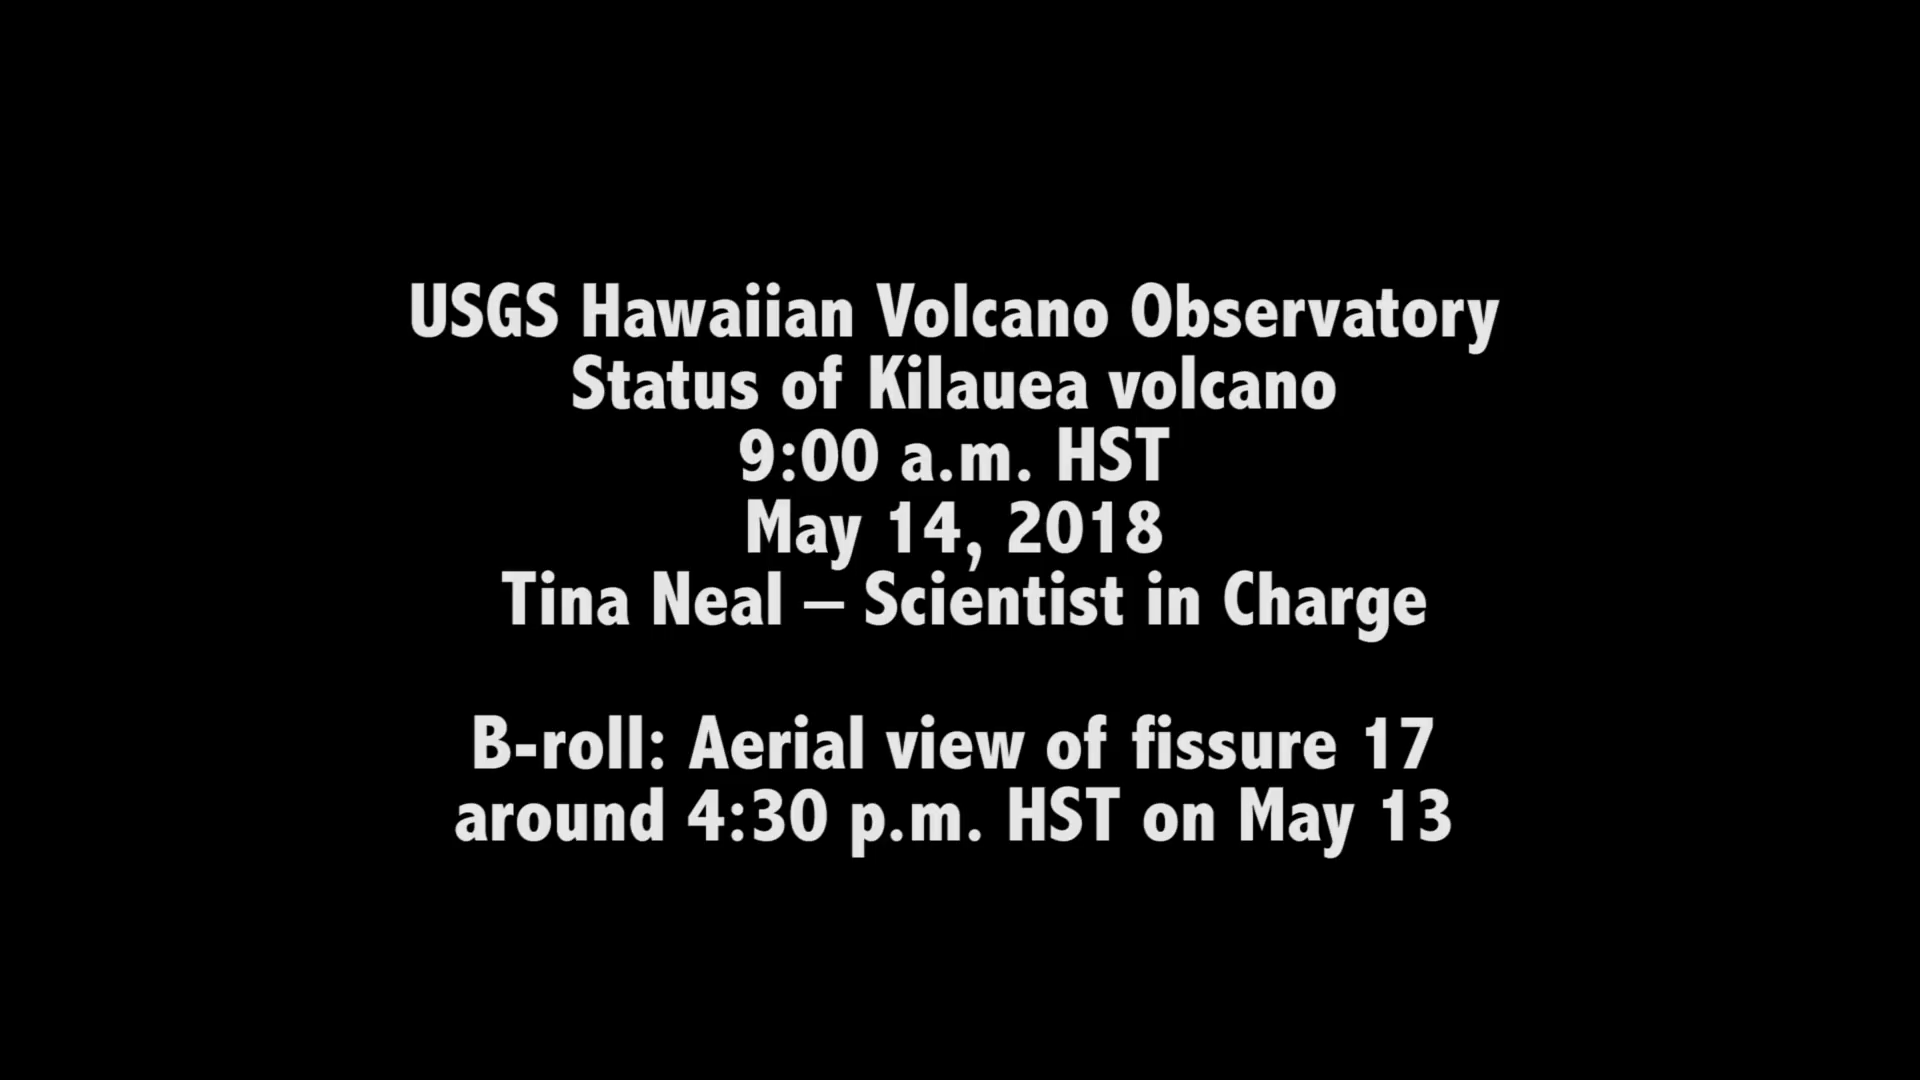 USGS Hawaiian Volcano Observatory
Status of Kilauea volcano
9:00 a.m. HST
May 14, 2018
Tina Neal – Scientist in Charge
B-roll: Aerial view of fissure 17
around 4:30 p.m. HST on May 13